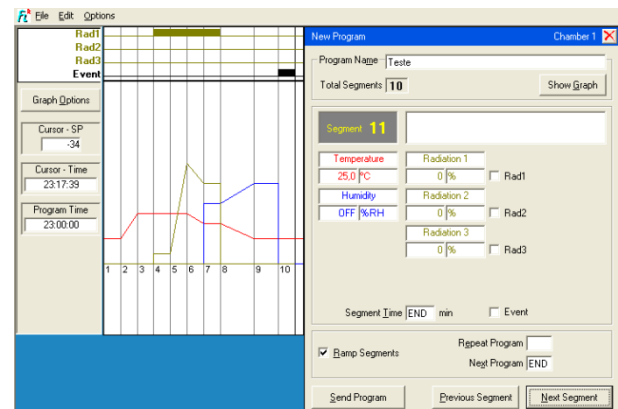 File Edit Options
Rad1
Rad2
Rad3
Event
Graph Options
Cursor - SP
-34
Cursor - Time
23:17:39
Program Time
23:00:00
1 2 3 4 5 6 7 8 9 10
New Program Chamber 1
Program Name Teste
Total Segments 10 Show Graph
Segment 11
Temperature Radiation 1
25,0 °C 0 % Rad1
Humidity Radiation 2
OFF %RH 0 % Rad2
Radiation 3
0 % Rad3
Segment Time END min Event
Ramp Segments
Repeat Program
Next Program END
Send Program Previous Segment Next Segment